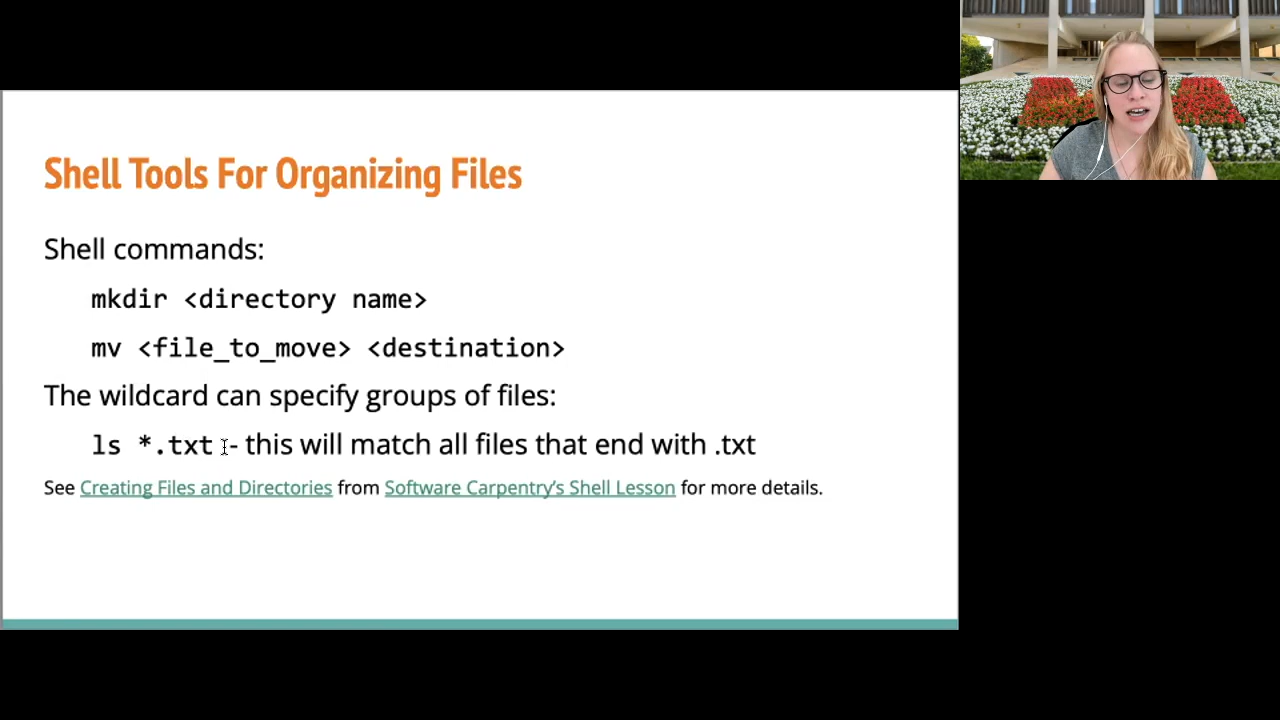 Shell Tools For Organizing Files
Shell commands:
mkdir <directory name>
mv <file_to_move> <destination>
The wildcard can specify groups of files:
ls *.txt - this will match all files that end with .txt
See Creating Files and Directories from Software Carpentry’s Shell Lesson for more details.